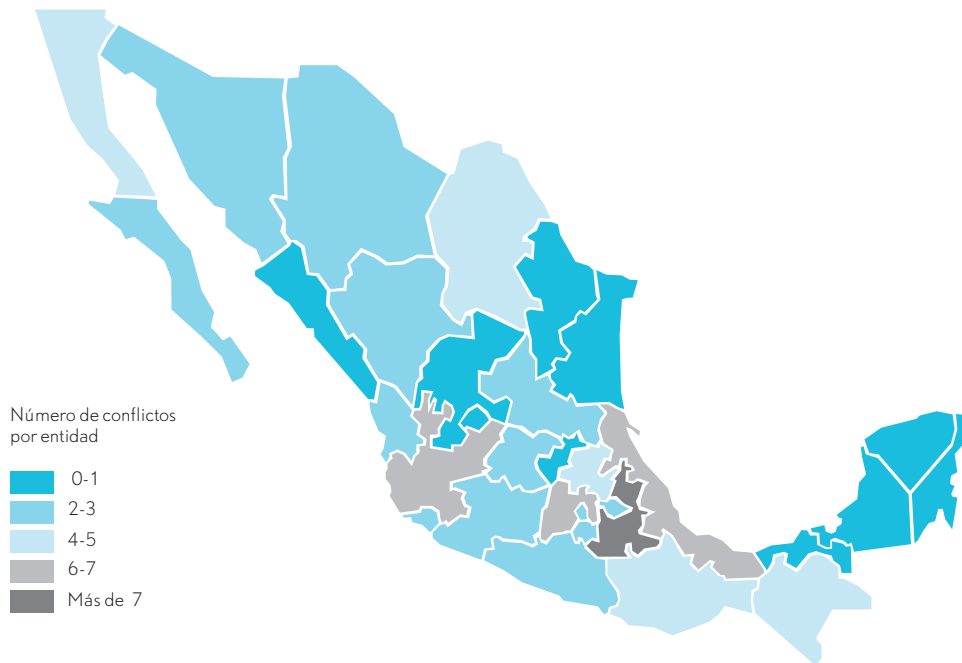 Número de conflictos
por entidad
0-1
2-3
4-5
6-7
Más de 7